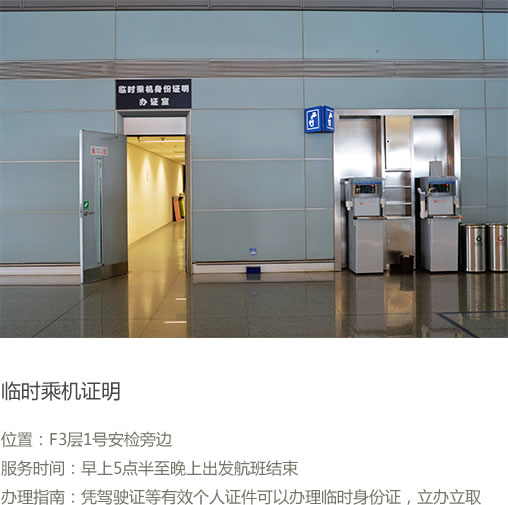 临时乘机身份证明
办证室
临时乘机证明
位置：F3层1号安检旁边
服务时间：早上5点半至晚上出发航班结束
办理指南：凭驾驶证等有效个人证件可以办理临时身份证，立办立取